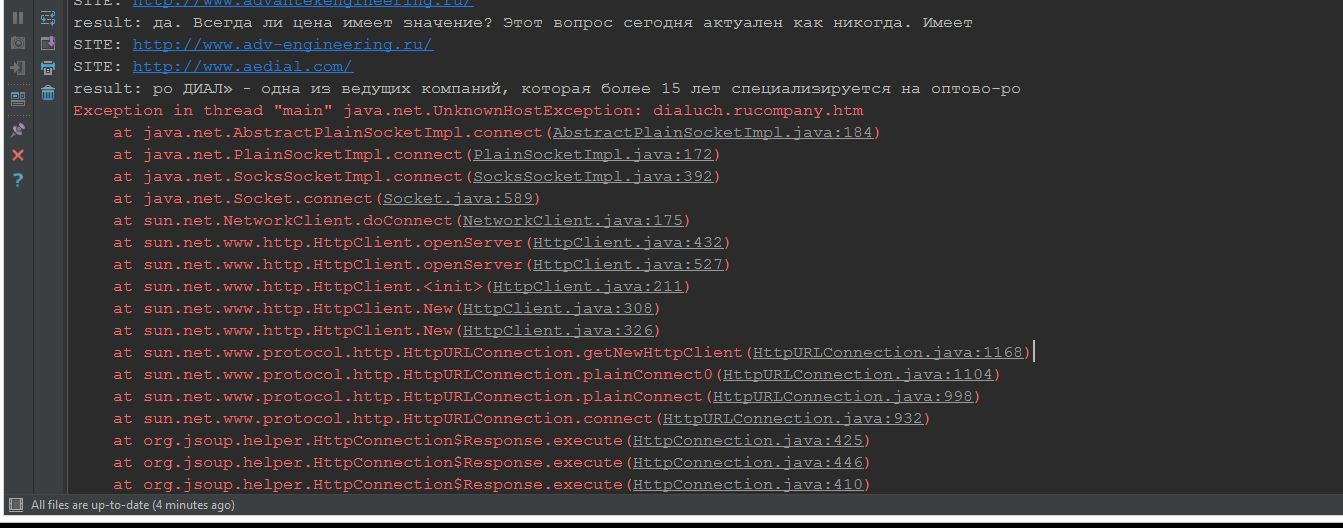 SITE: http://www.advantekengineering.ru/
result: да. Всегда ли цена имеет значение? Этот вопрос сегодня актуален как никогда. Имеет
SITE: http://www.adv-engineering.ru/
SITE: http://www.aedial.com/
result: ро ДИАЛ» - одна из ведущих компаний, которая более 15 лет специализируется на оптово-ро
Exception in thread "main" java.net.UnknownHostException: dialuch.rucompany.htm
at java.net.AbstractPlainSocketImpl.connect(AbstractPlainSocketImpl.java:184)
at java.net.PlainSocketImpl.connect(PlainSocketImpl.java:172)
at java.net.SocksSocketImpl.connect(SocksSocketImpl.java:392)
at java.net.Socket.connect(Socket.java:589)
at sun.net.NetworkClient.doConnect(NetworkClient.java:175)
at sun.net.www.http.HttpClient.openServer(HttpClient.java:432)
at sun.net.www.http.HttpClient.openServer(HttpClient.java:527)
at sun.net.www.http.HttpClient.<init>(HttpClient.java:211)
at sun.net.www.http.HttpClient.New(HttpClient.java:308)
at sun.net.www.http.HttpClient.New(HttpClient.java:326)
at sun.net.www.protocol.http.HttpURLConnection.getNewHttpClient(HttpURLConnection.java:1168)
at sun.net.www.protocol.http.HttpURLConnection.plainConnect0(HttpURLConnection.java:1104)
at sun.net.www.protocol.http.HttpURLConnection.plainConnect(HttpURLConnection.java:998)
at sun.net.www.protocol.http.HttpURLConnection.connect(HttpURLConnection.java:932)
at org.jsoup.helper.HttpConnection$Response.execute(HttpConnection.java:425)
at org.jsoup.helper.HttpConnection$Response.execute(HttpConnection.java:446)
at org.jsoup.helper.HttpConnection$Response.execute(HttpConnection.java:410)
All files are up-to-date (4 minutes ago)